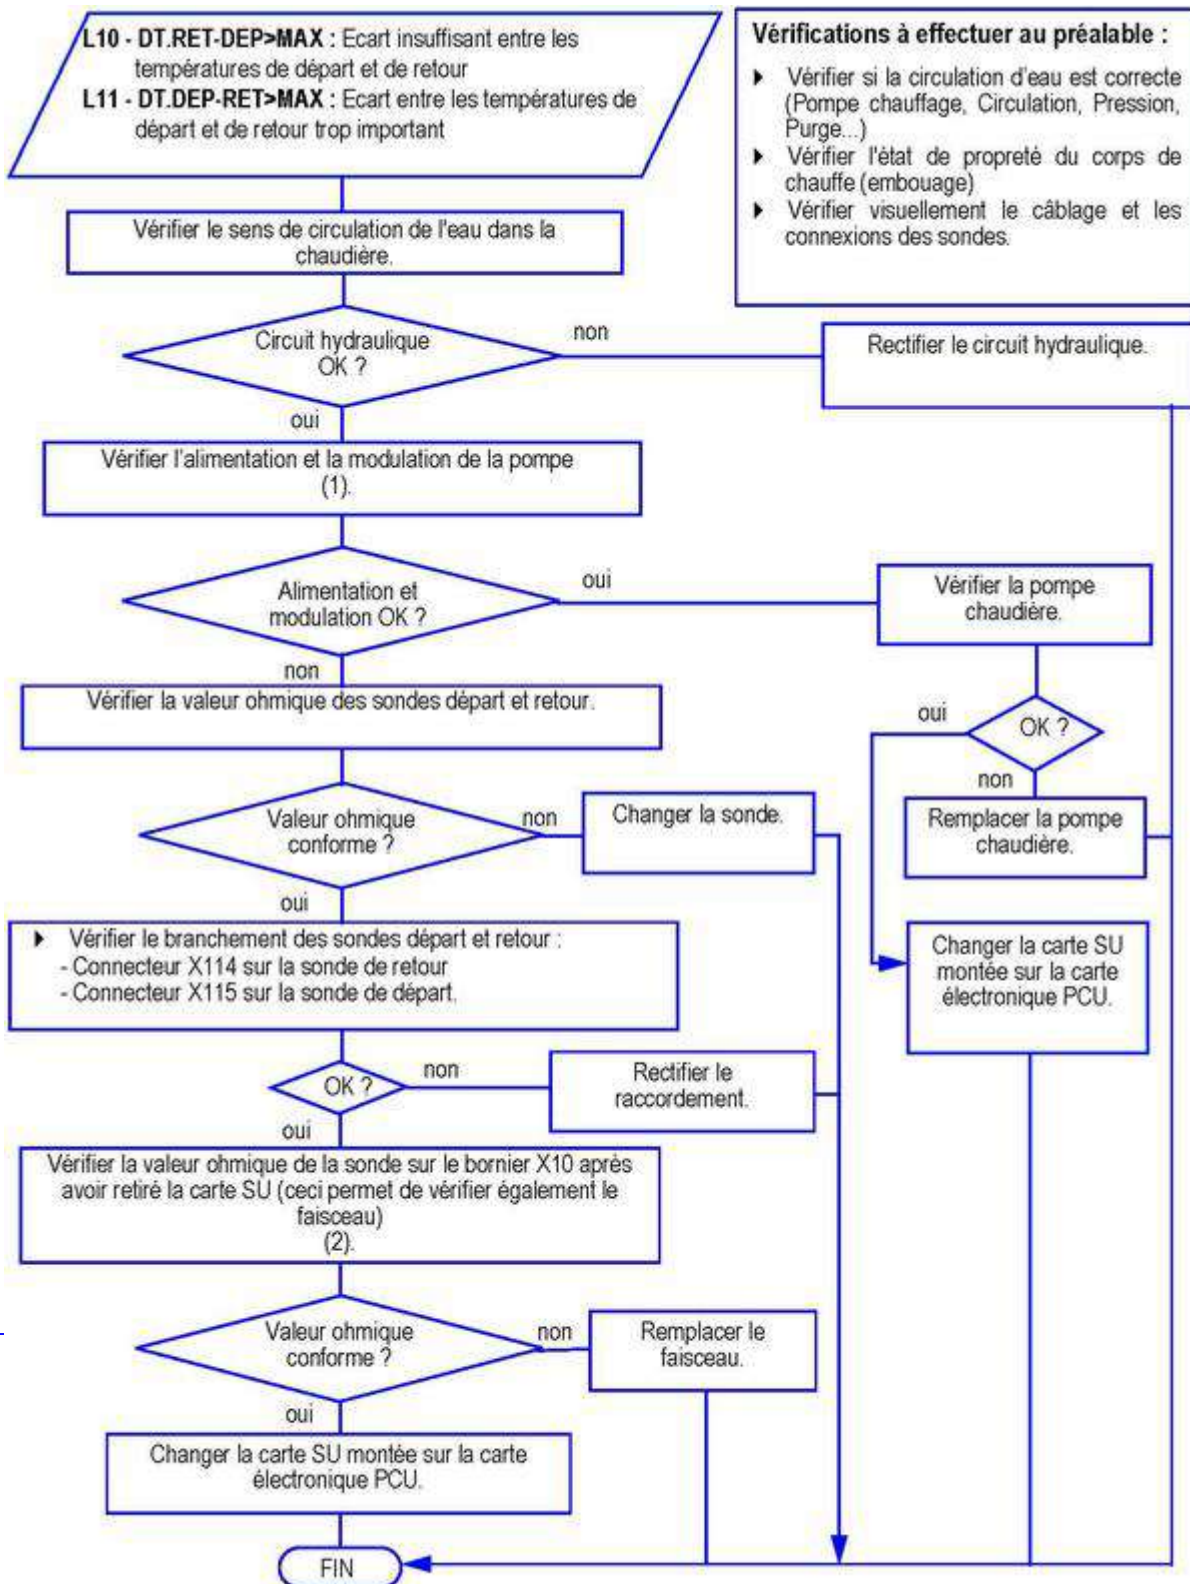 L10 - DT.RET-DEP>MAX : Ecart insuffisant entre les
températures de départ et de retour
L11 - DT.DEP-RET>MAX : Ecart entre les températures de
départ et de retour trop important
Vérifications à effectuer au préalable :
Vérifier si la circulation d'eau est correcte
(Pompe chauffage, Circulation, Pression,
Purge...)
Vérifier l'état de propreté du corps de
chauffe (embouage)
Vérifier visuellement le câblage et les
connexions des sondes.
Vérifier le sens de circulation de l'eau dans la
chaudière.
Circuit hydraulique
OK ?
non
Rectifier le circuit hydraulique.
oui
Vérifier l'alimentation et la modulation de la pompe
(1).
Alimentation et
modulation OK ?
oui
Vérifier la pompe
chaudière.
non
Vérifier la valeur ohmique des sondes départ et retour.
oui
OK ?
non
Remplacer la pompe
chaudière.
Valeur ohmique
conforme ?
non
Changer la sonde.
oui
Vérifier le branchement des sondes départ et retour :
- Connecteur X114 sur la sonde de retour
- Connecteur X115 sur la sonde de départ.
Changer la carte SU
montée sur la carte
électronique PCU.
OK ?
non
Rectifier le
raccordement.
oui
Vérifier la valeur ohmique de la sonde sur le bornier X10 après
avoir retiré la carte SU (ceci permet de vérifier également le
faisceau)
(2).
Valeur ohmique
conforme ?
non
Remplacer le
faisceau.
oui
Changer la carte SU montée sur la carte
électronique PCU.
FIN